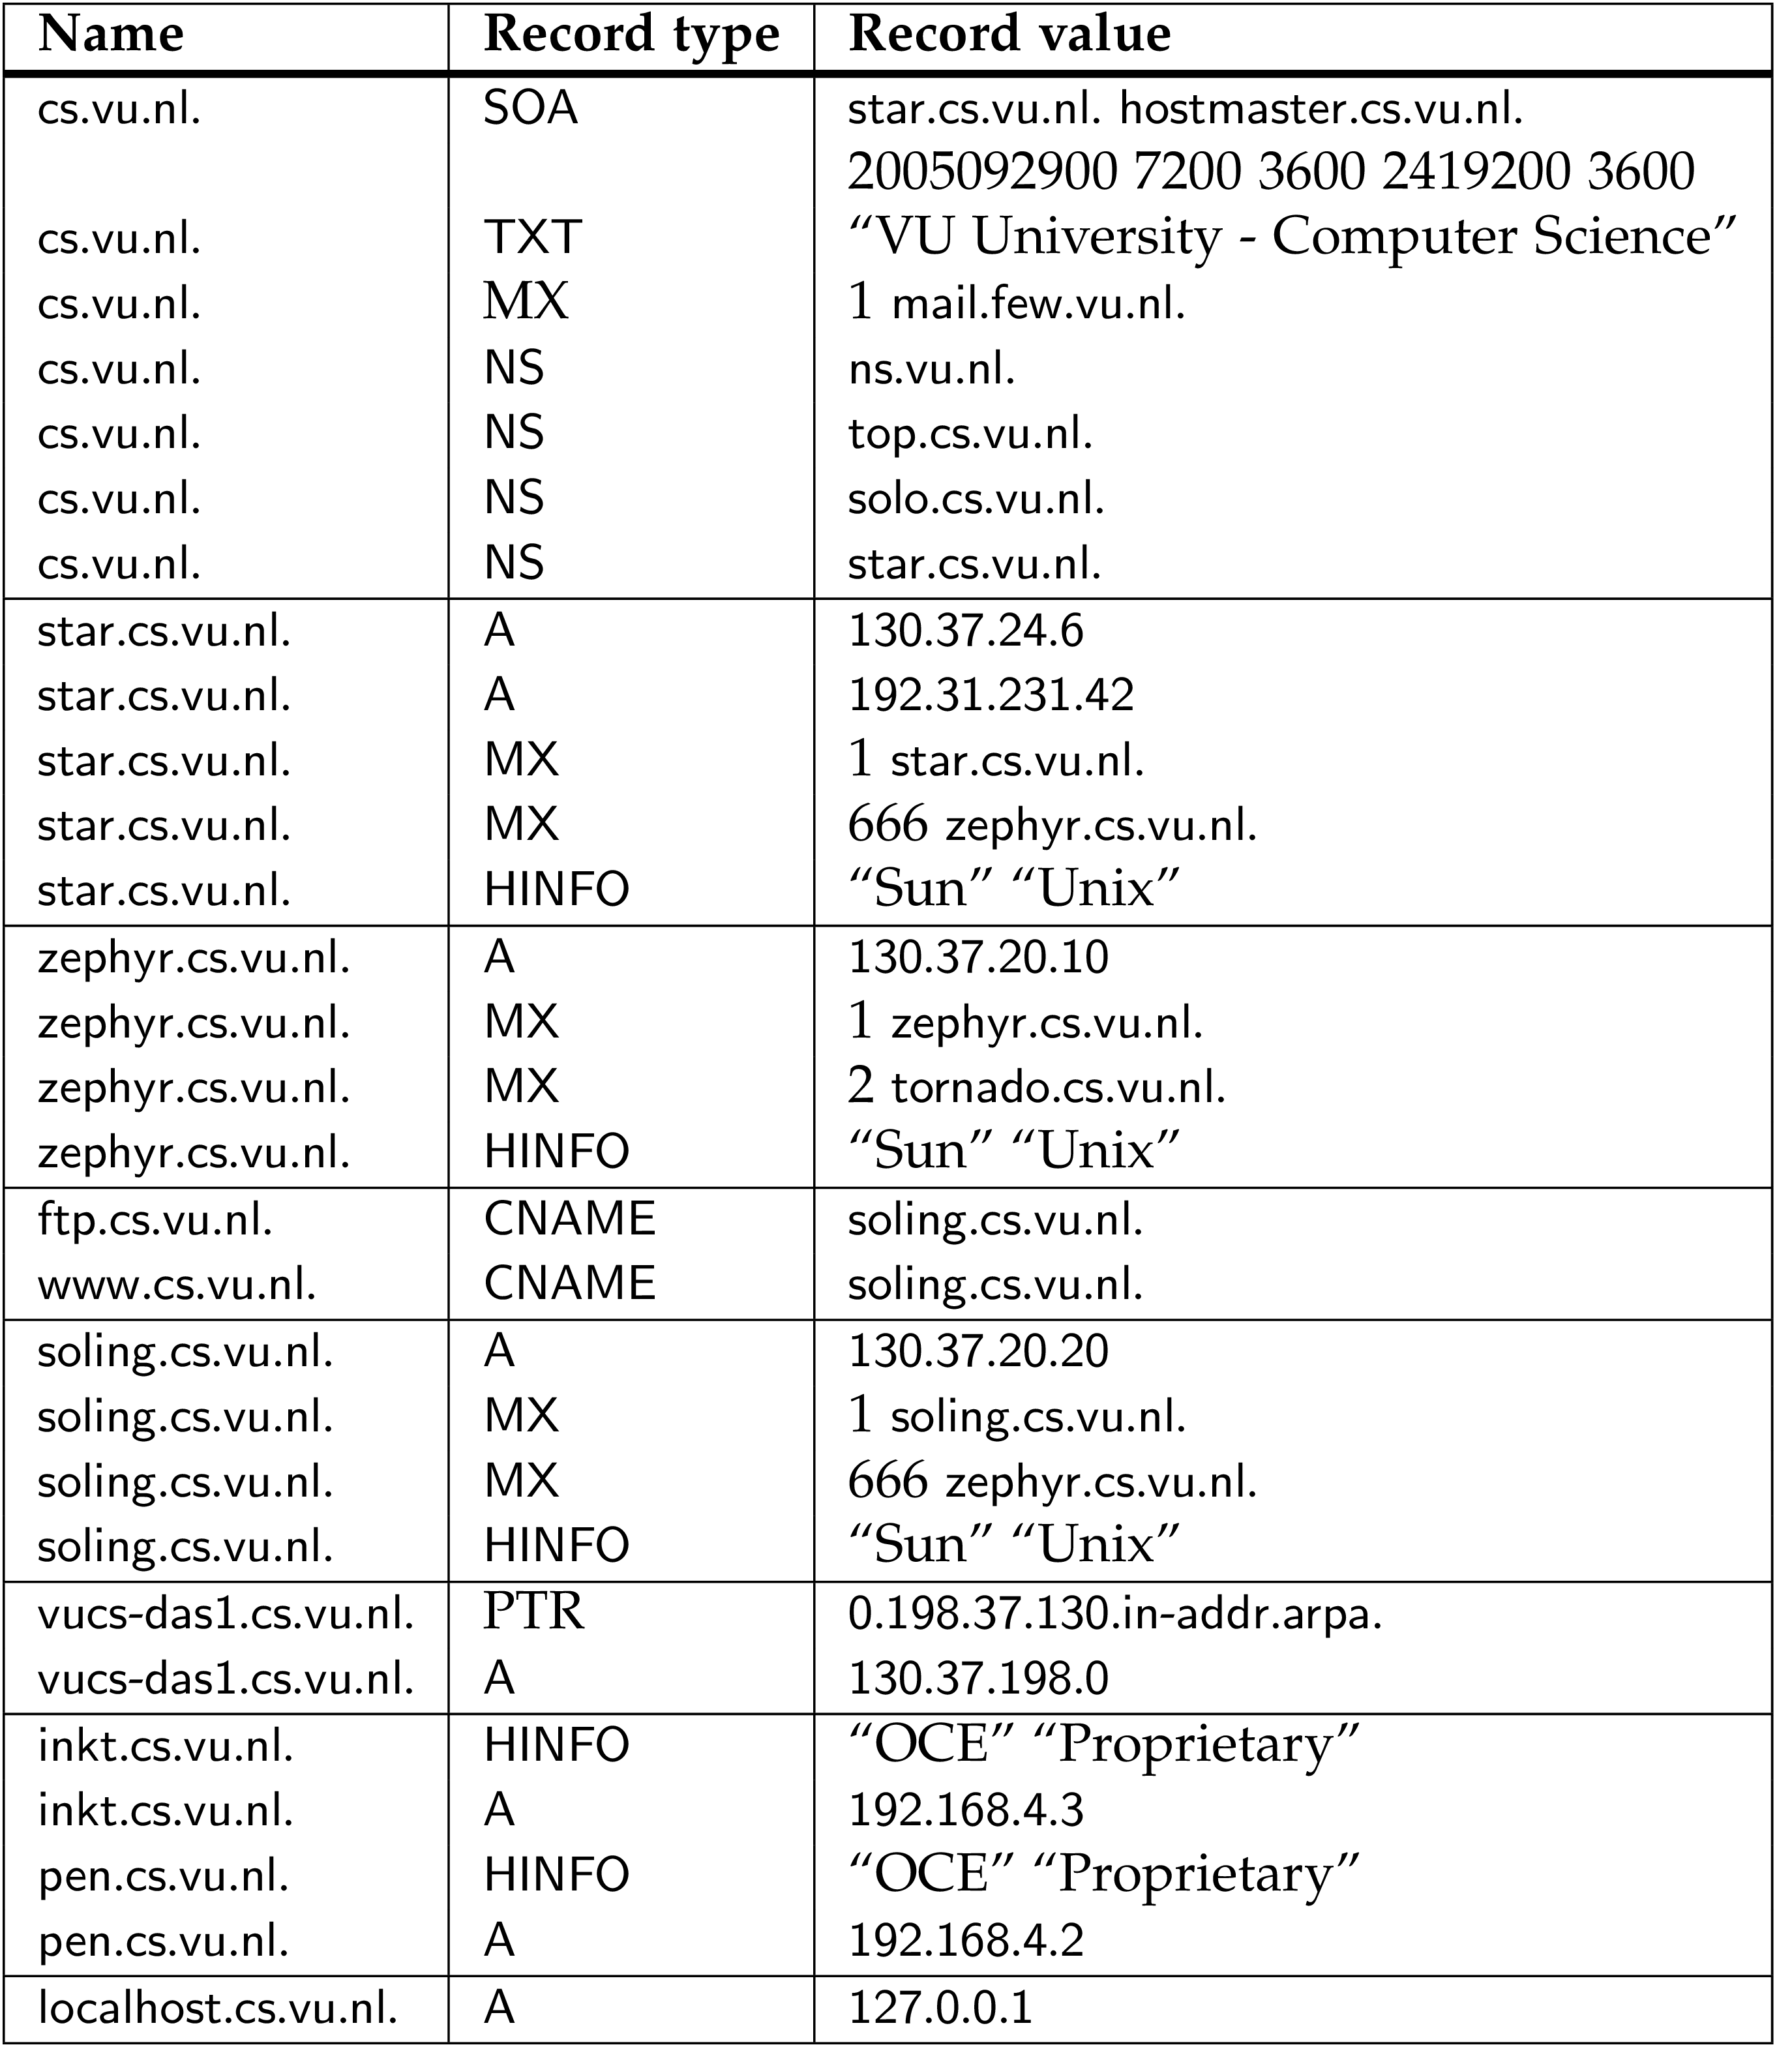 Name Record type Record value
cs.vu.nl. SOA star.cs.vu.nl. hostmaster.cs.vu.nl.
2005092900 7200 3600 2419200 3600
cs.vu.nl. TXT “VU University - Computer Science”
cs.vu.nl. MX 1 mail.few.vu.nl.
cs.vu.nl. NS ns.vu.nl.
cs.vu.nl. NS top.cs.vu.nl.
cs.vu.nl. NS solo.cs.vu.nl.
cs.vu.nl. NS star.cs.vu.nl.
star.cs.vu.nl. A 130.37.24.6
star.cs.vu.nl. A 192.31.231.42
star.cs.vu.nl. MX 1 star.cs.vu.nl.
star.cs.vu.nl. MX 666 zephyr.cs.vu.nl.
star.cs.vu.nl. HINFO “Sun” “Unix”
zephyr.cs.vu.nl. A 130.37.20.10
zephyr.cs.vu.nl. MX 1 zephyr.cs.vu.nl.
zephyr.cs.vu.nl. MX 2 tornado.cs.vu.nl.
zephyr.cs.vu.nl. HINFO “Sun” “Unix”
ftp.cs.vu.nl. CNAME soling.cs.vu.nl.
www.cs.vu.nl. CNAME soling.cs.vu.nl.
soling.cs.vu.nl. A 130.37.20.20
soling.cs.vu.nl. MX 1 soling.cs.vu.nl.
soling.cs.vu.nl. MX 666 zephyr.cs.vu.nl.
soling.cs.vu.nl. HINFO “Sun” “Unix”
vucs-das1.cs.vu.nl. PTR 0.198.37.130.in-addr.arpa.
vucs-das1.cs.vu.nl. A 130.37.198.0
inkt.cs.vu.nl. HINFO “OCE” “Proprietary”
inkt.cs.vu.nl. A 192.168.4.3
pen.cs.vu.nl. HINFO “OCE” “Proprietary”
pen.cs.vu.nl. A 192.168.4.2
localhost.cs.vu.nl. A 127.0.0.1